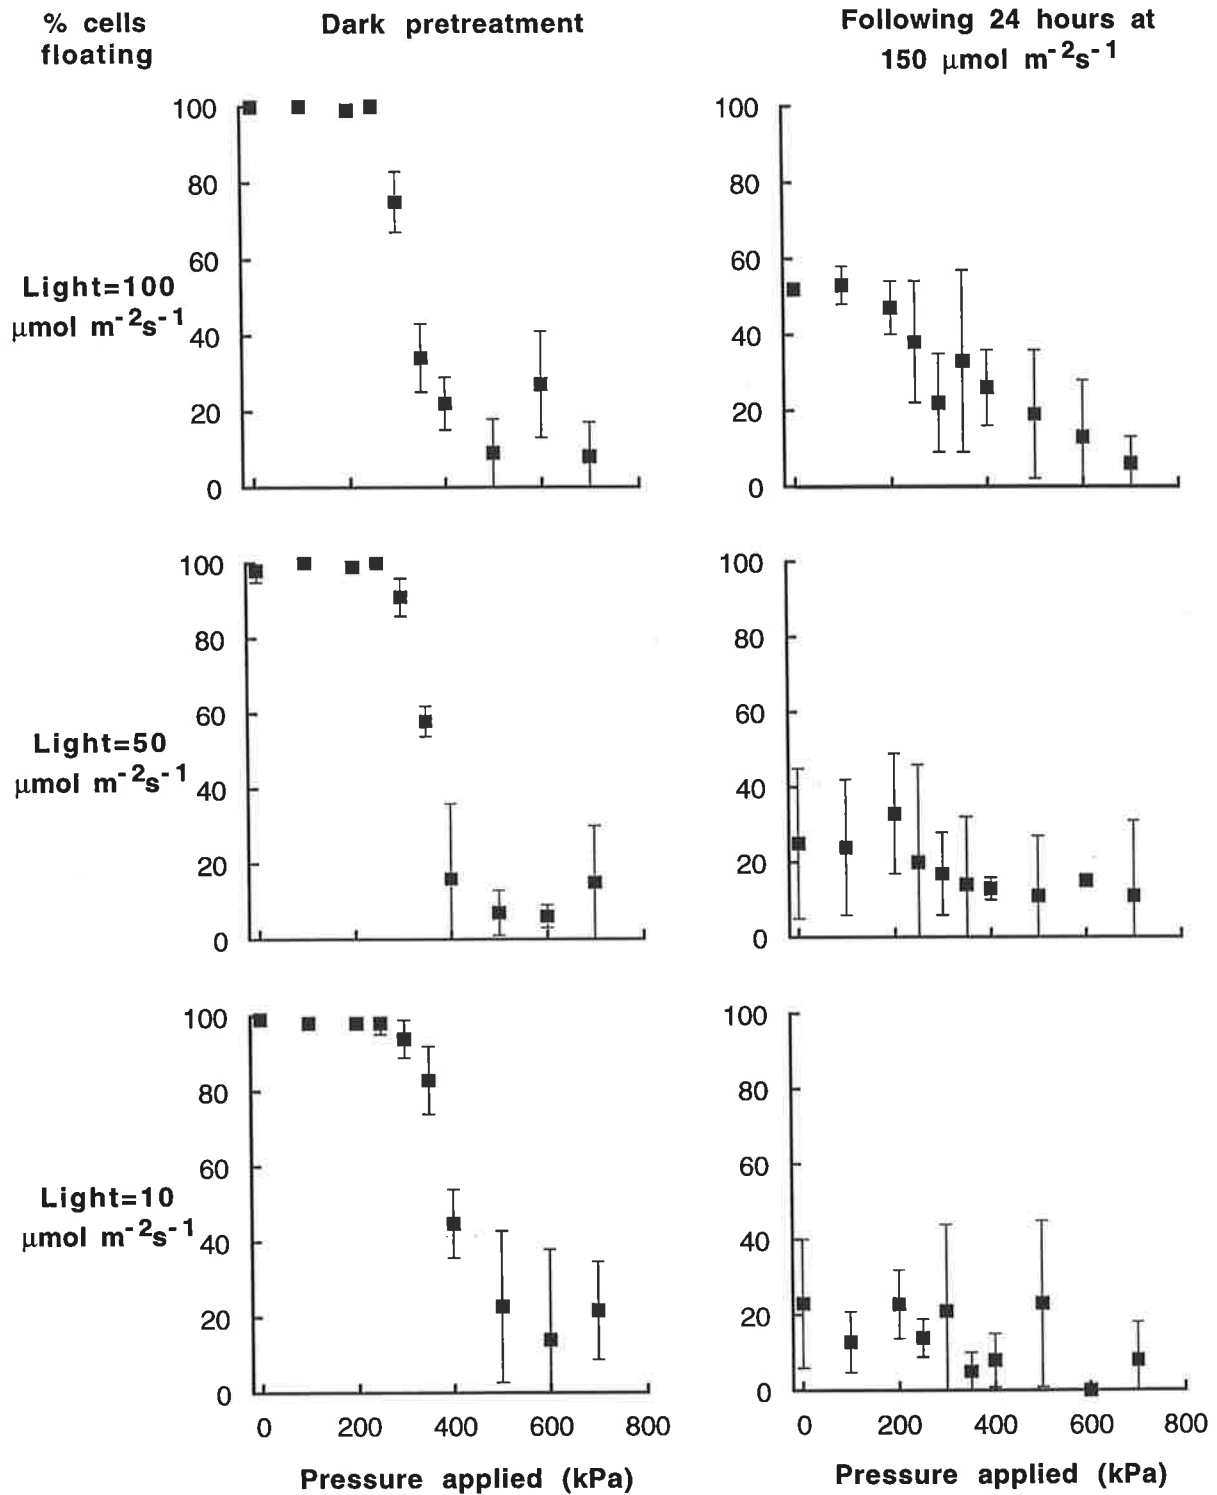 % cells
floating
Dark pretreatment
Following 24 hours at
150 µmol m-2s-1
Light=100
µmol m-2s-1
100
80
60
40
20
0
100
80
60
40
20
0
Light=50
µmol m-2s-1
100
80
60
40
20
0
100
80
60
40
20
0
Light=10
µmol m-2s-1
100
80
60
40
20
0
0 200 400 600 800
Pressure applied (kPa)
100
80
60
40
20
0
0 200 400 600 800
Pressure applied (kPa)